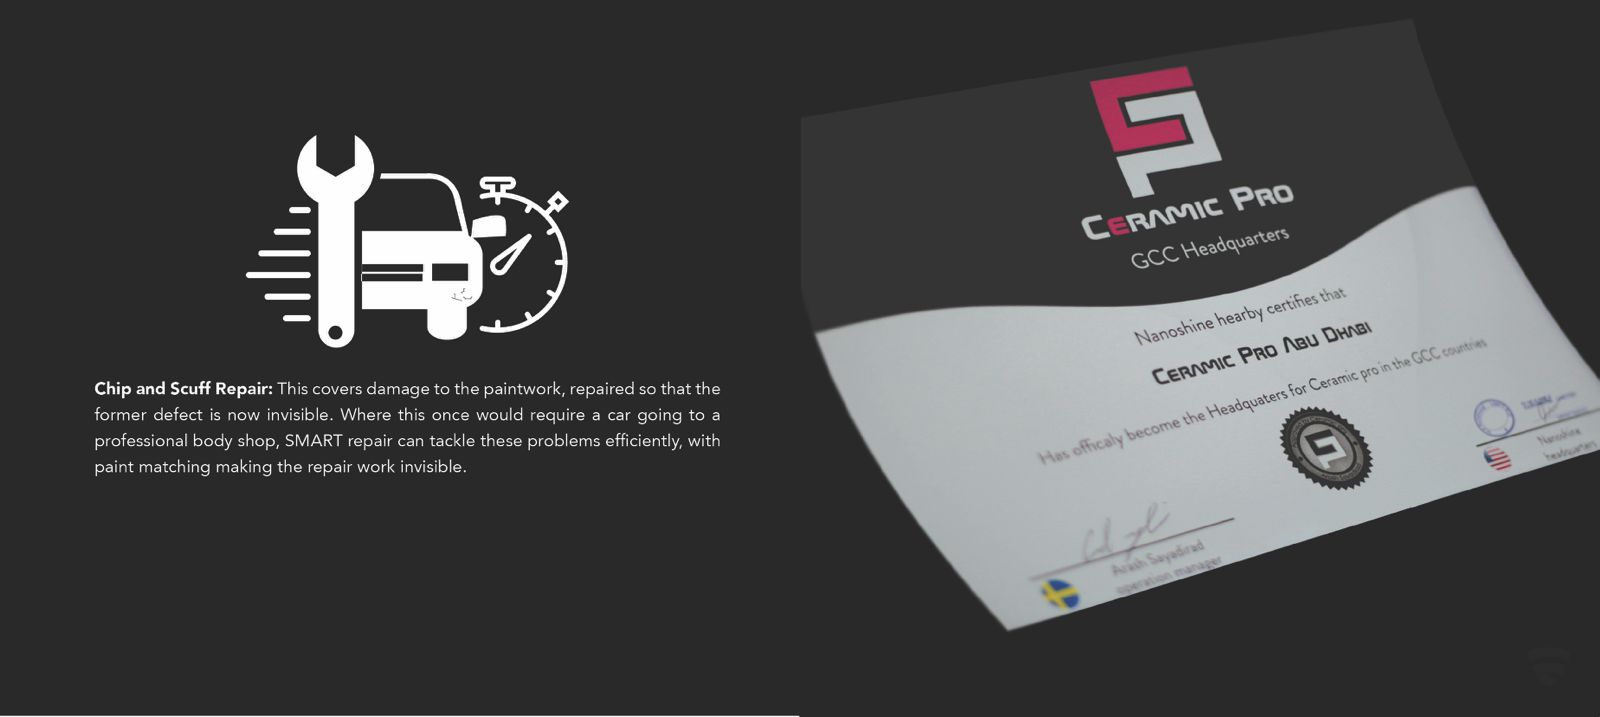 Chip and Scuff Repair: This covers damage to the paintwork, repaired so that the
former defect is now invisible. Where this once would require a car going to a
professional body shop, SMART repair can tackle these problems efficiently, with
paint matching making the repair work invisible.
CERAMIC PRO
GCC Headquarters
Nanoshine hearby certifies that
CERAMIC PRO ABU DHABI
Has officaly become the Headquaters for Ceramic pro in the GCC countries
Nanoshine
headquarters
Arash Sayadirad
operation manager